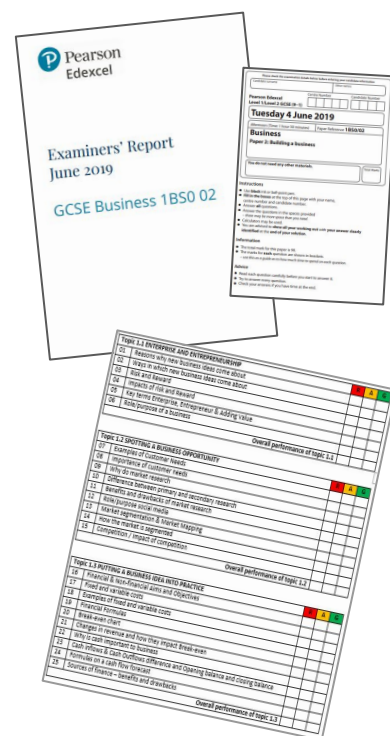 Pearson
Edexcel
Examiners' Report
June 2019
GCSE Business 1BS0 02
Pearson Edexcel
Level 1/Level 2 GCSE (9–1)
Tuesday 4 June 2019
Paper Reference 1BS0/02
Business
Paper 2: Building a business
You do not need any other materials.
Instructions
Information
Advice
Topic 1.1 ENTERPRISE AND ENTREPRENEURSHIP
R A G
01 Reasons why new business ideas come about
02 Ways in which new business ideas come about
03 Risk and Reward
04 Impacts of risk and Reward
05 Key terms Enterprise, Entrepreneur & Adding Value
06 Role/purpose of a business
Overall performance of topic 1.1
Topic 1.2 SPOTTING A BUSINESS OPPORTUNITY
R A G
07 Examples of Customer Needs
08 Importance of customer needs
09 Why do market research
10 Difference between primary and secondary research
11 Benefits and drawbacks of market research
12 Role/purpose social media
13 Market segmentation & Market Mapping
14 How the market is segmented
15 Competition / Impact of competition
Overall performance of topic 1.2
Topic 1.3 PUTTING A BUSINESS IDEA INTO PRACTICE
R A G
16 Financial & Non-financial Aims and Objectives
17 Fixed and variable costs
18 Examples of fixed and variable costs
19 Financial Formulas
20 Break-even chart
21 Changes in revenue and how they impact Break-even
22 Why is cash important to business
23 Cash Inflows & Cash Outflows difference and Opening balance and closing balance
24 Formulas on a cash flow forecast
25 Sources of finance – benefits and drawbacks
Overall performance of topic 1.3